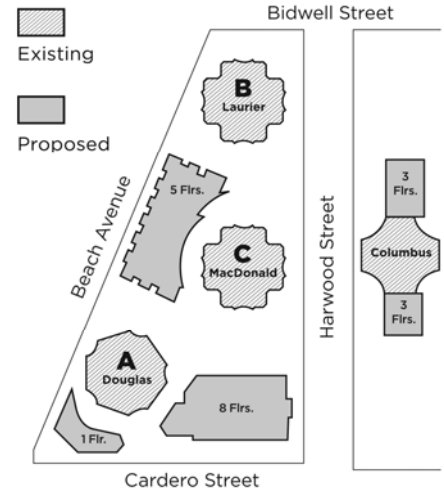 Bidwell Street
Existing
Proposed
B
Laurier
5 Flrs.
Beach Avenue
C
MacDonald
Harwood Street
3
Flrs.
Columbus
3
Flrs.
A
Douglas
8 Flrs.
1 Flr.
Cardero Street